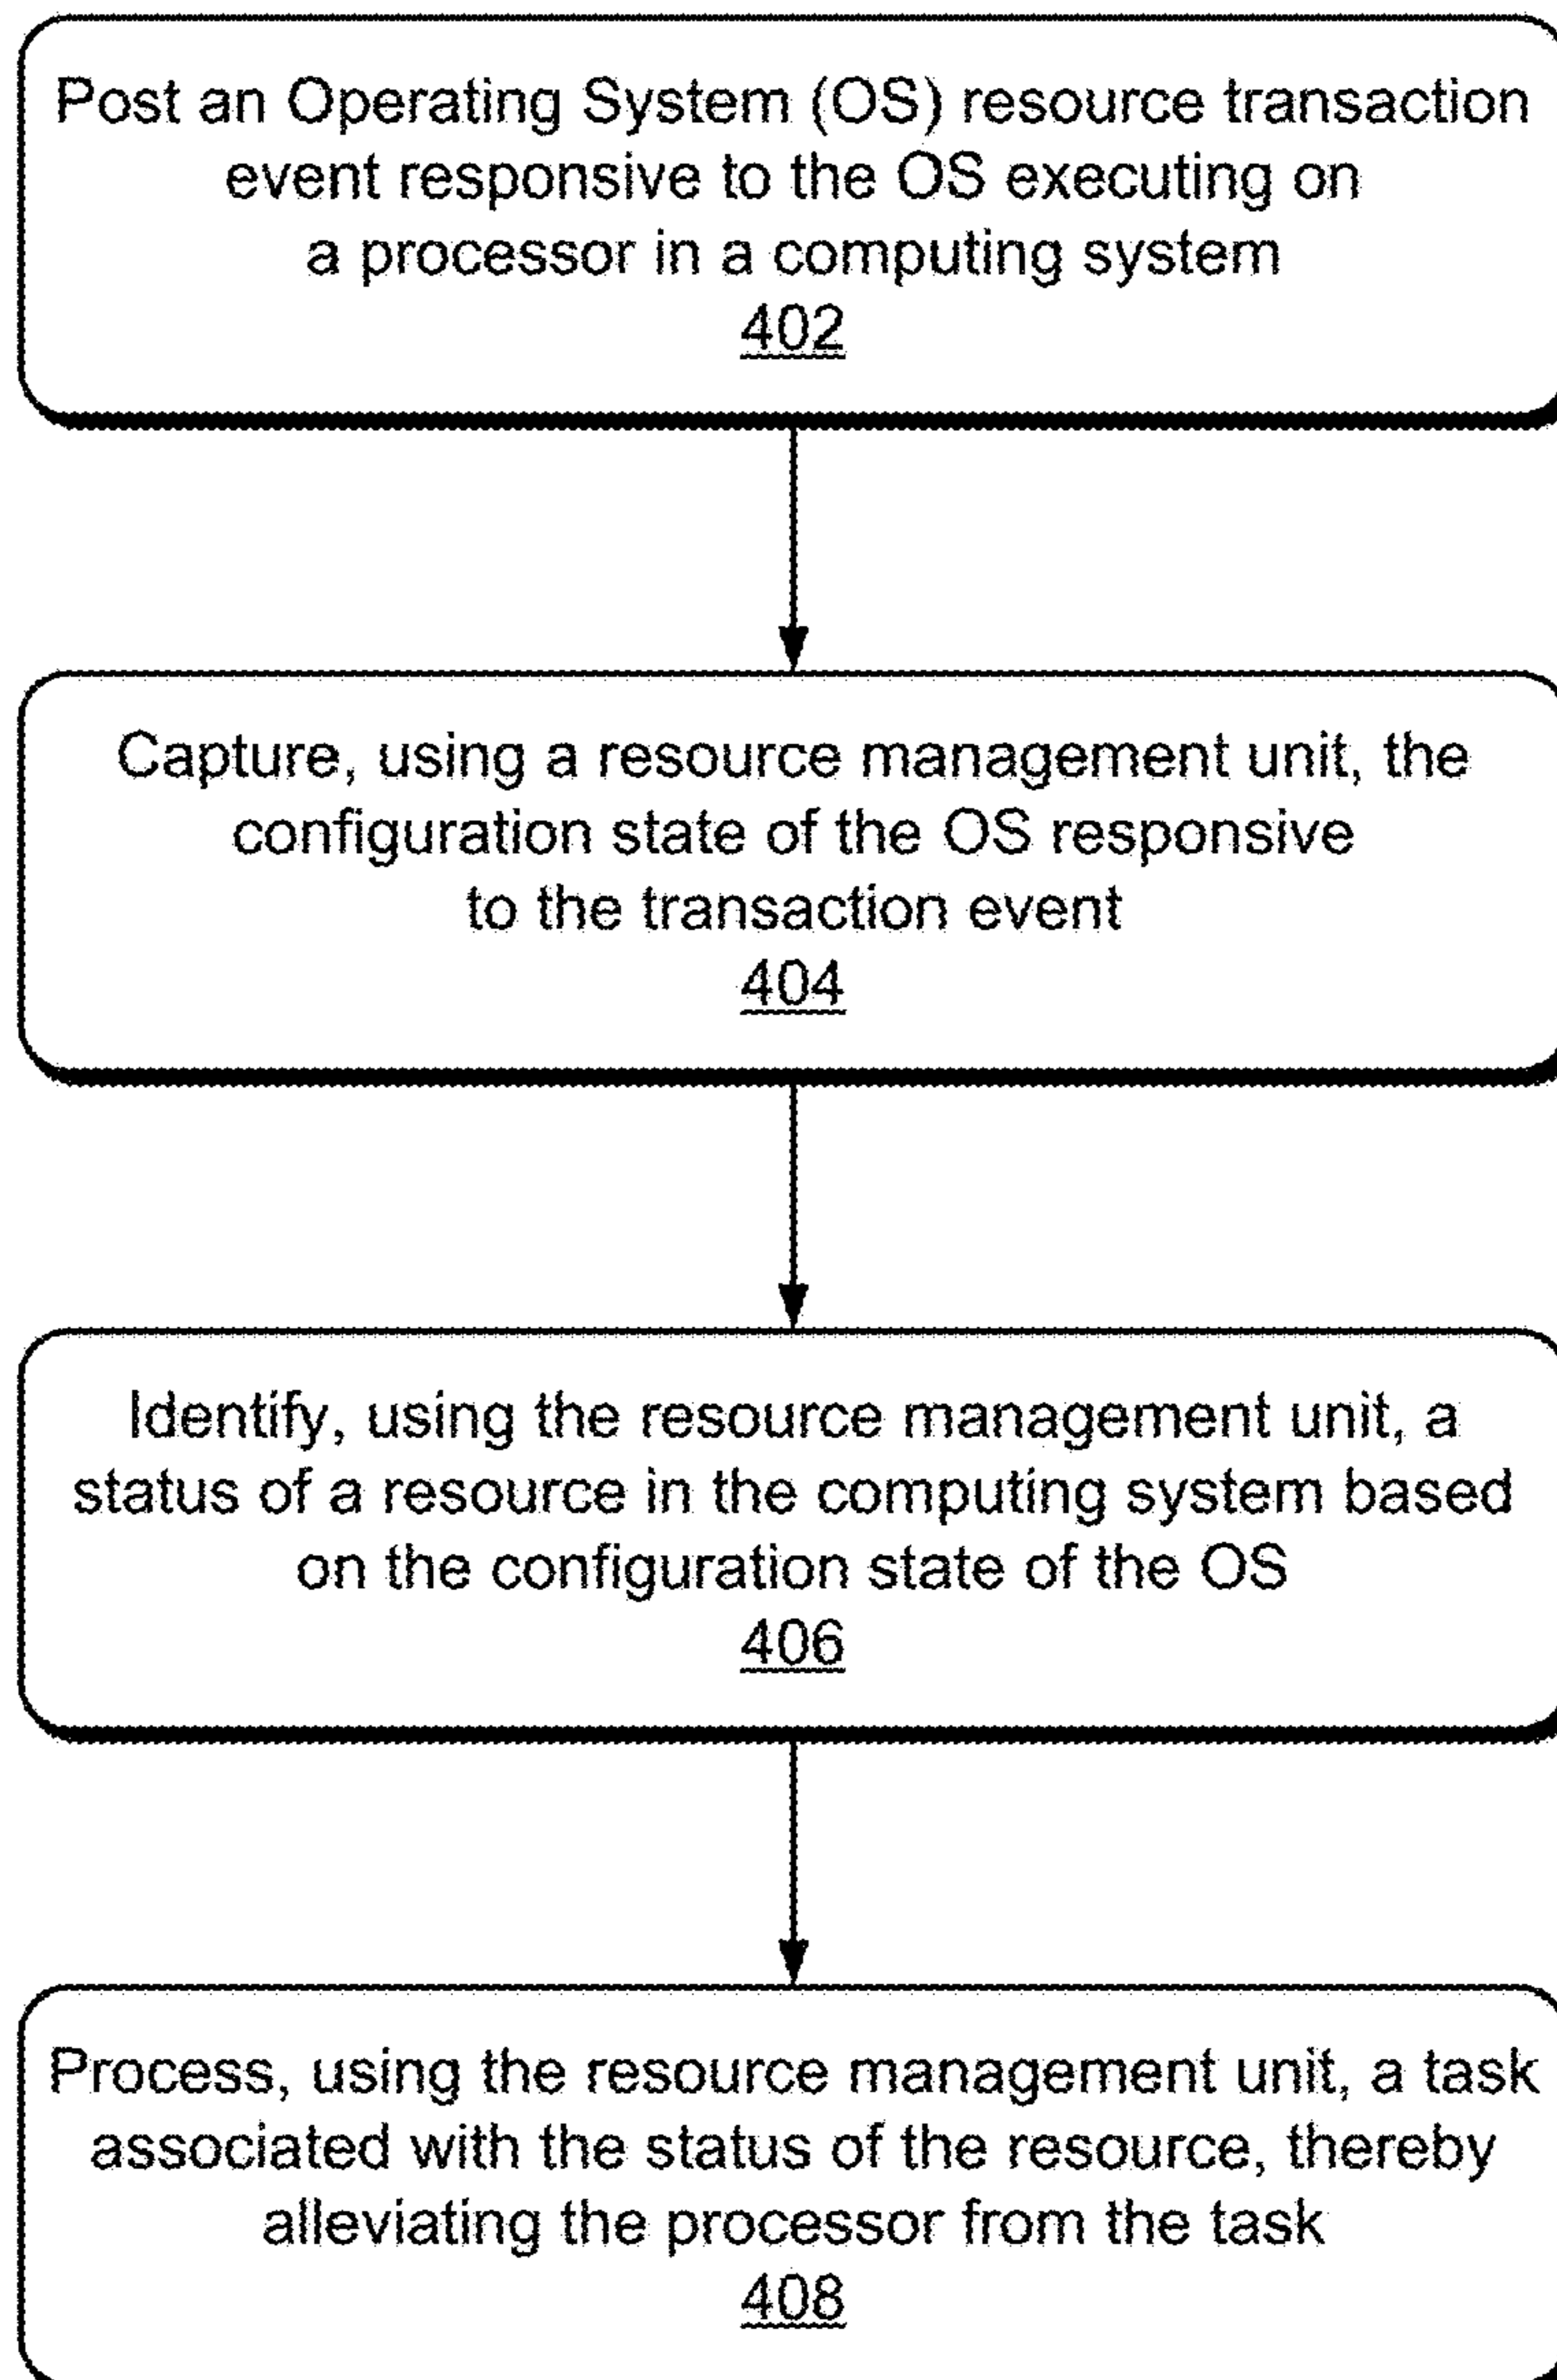 Post an Operating System (OS) resource transaction
event responsive to the OS executing on
a processor in a computing system
402
Capture, using a resource management unit, the
configuration state of the OS responsive
to the transaction event
404
Identify, using the resource management unit, a
status of a resource in the computing system based
on the configuration state of the OS
406
Process, using the resource management unit, a task
associated with the status of the resource, thereby
alleviating the processor from the task
408